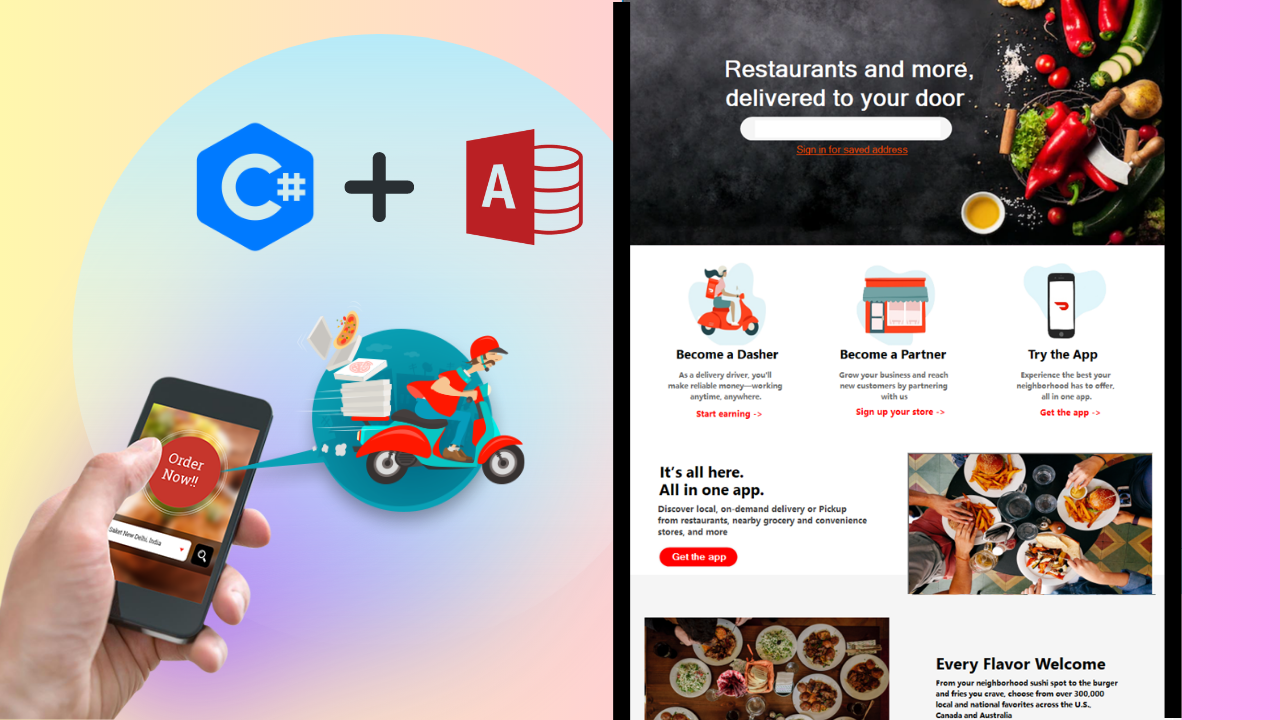 C#
A
Order
Now!!
Saket New Delhi, India
Restaurants and more,
delivered to your door
Sign in for saved address
Become a Dasher
As a delivery driver, you'll
make reliable money—working
anytime, anywhere.
Start earning ->
Become a Partner
Grow your business and reach
new customers by partnering
with us
Sign up your store ->
Try the App
Experience the best your
neighborhood has to offer,
all in one app.
Get the app ->
It's all here.
All in one app.
Discover local, on-demand delivery or Pickup
from restaurants, nearby grocery and convenience
stores, and more
Get the app
Every Flavor Welcome
From your neighborhood sushi spot to the burger
and fries you crave, choose from over 300,000
local and national favorites across the U.S.,
Canada and Australia